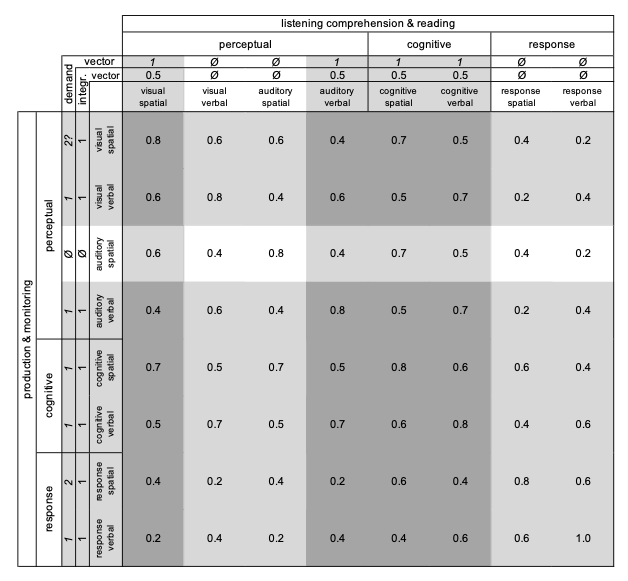 listening comprehension & reading
perceptual cognitive response
vector 1 Ø Ø 1 1 1 Ø Ø
vector 0.5 Ø Ø 0.5 0.5 0.5 Ø Ø
demand integr. visual spatial visual verbal auditory spatial auditory verbal cognitive spatial cognitive verbal response spatial response verbal
production & monitoring
perceptual
2? 1 visual spatial 0.8 0.6 0.6 0.4 0.7 0.5 0.4 0.2
1 1 visual verbal 0.6 0.8 0.4 0.6 0.5 0.7 0.2 0.4
Ø Ø auditory spatial 0.6 0.4 0.8 0.4 0.7 0.5 0.4 0.2
1 1 auditory verbal 0.4 0.6 0.4 0.8 0.5 0.7 0.2 0.4
cognitive
1 1 cognitive spatial 0.7 0.5 0.7 0.5 0.8 0.6 0.6 0.4
1 1 cognitive verbal 0.5 0.7 0.5 0.7 0.6 0.8 0.4 0.6
response
2 1 response spatial 0.4 0.2 0.4 0.2 0.6 0.4 0.8 0.6
1 1 response verbal 0.2 0.4 0.2 0.4 0.4 0.6 0.6 1.0